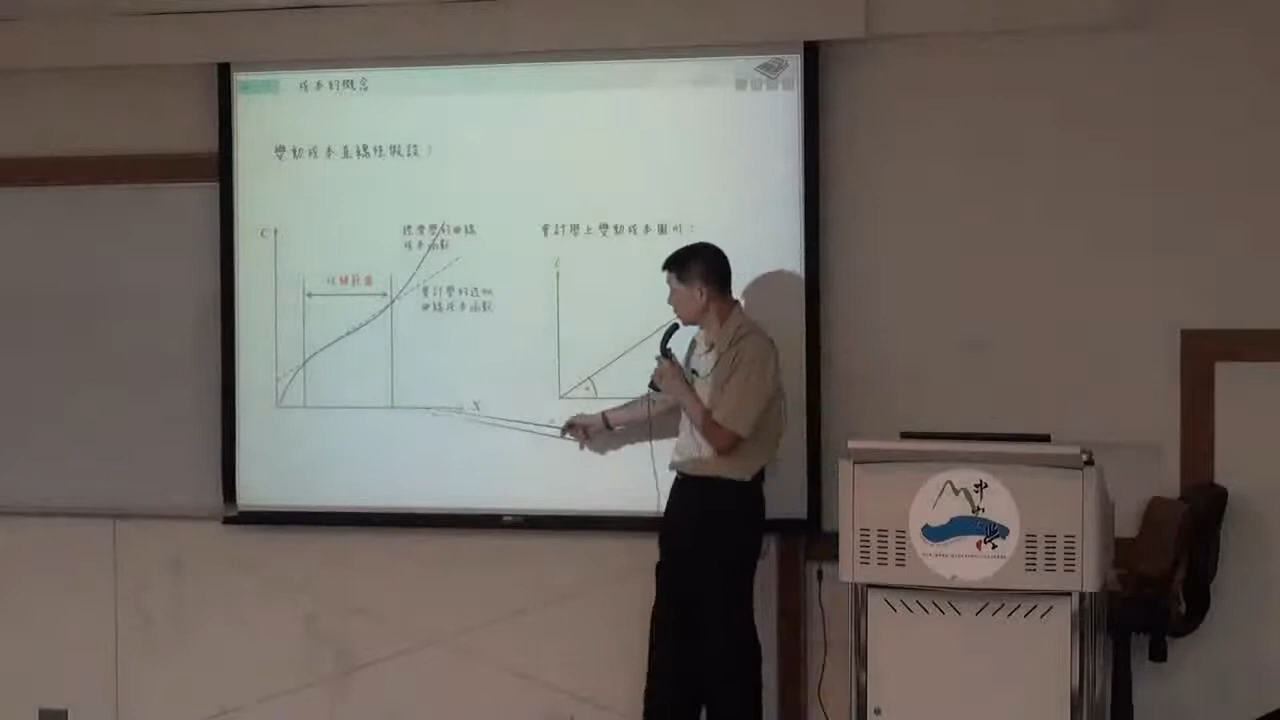 成本的概念
變動成本直線性假設：
經濟學的曲線
成本函數
會計學上變動成本圖形：
C
攸關範圍
會計學的近似
曲線成本函數
X